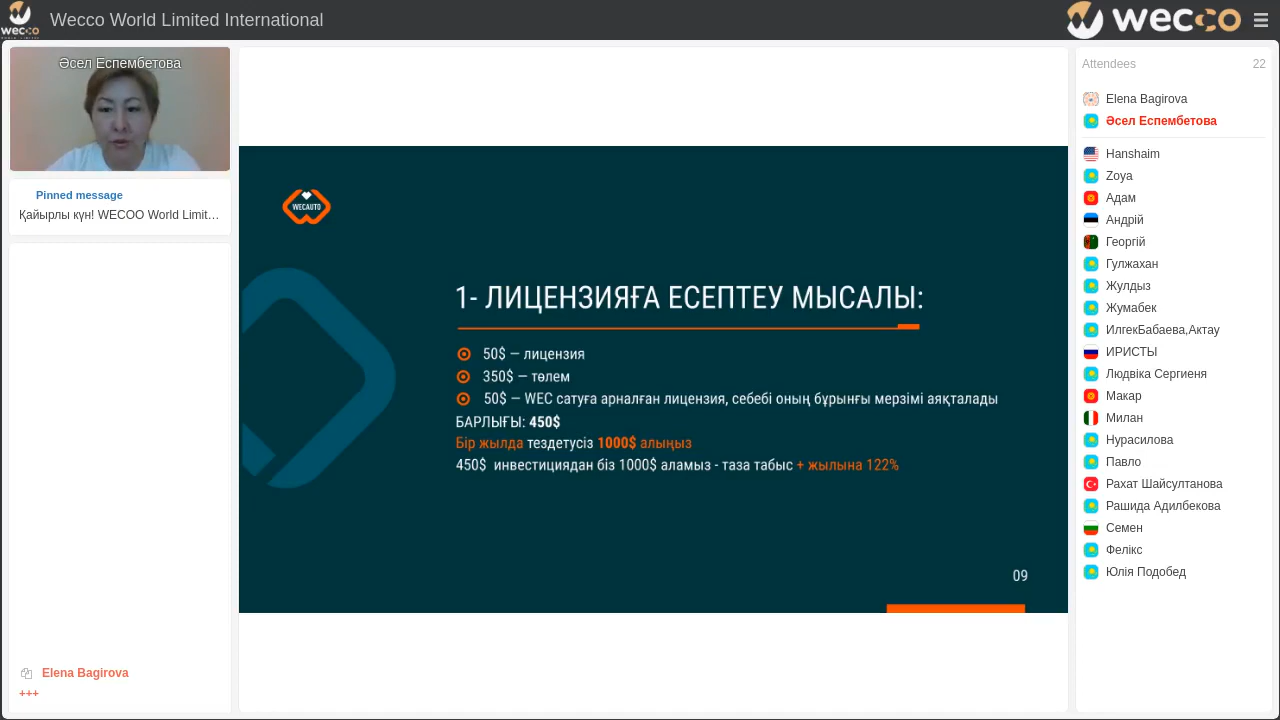 wecco
Wecco World Limited International
wecco
Әсел Еспембетова
Pinned message
Қайырлы күн! WECOO World Limit…
Elena Bagirova
+++
WECAUTO
1- ЛИЦЕНЗИЯҒА ЕСЕПТЕУ МЫСАЛЫ:
50$ — лицензия
350$ — төлем
50$ — WEC сатуға арналған лицензия, себебі оның бұрынғы мерзімі аяқталады
БАРЛЫҒЫ: 450$
Бір жылда тездетусіз 1000$ алыңыз
450$ инвестициядан біз 1000$ аламыз - таза табыс + жылына 122%
09
Attendees 22
Elena Bagirova
Әсел Еспембетова
Hanshaim
Zoya
Адам
Андрій
Георгій
Гулжахан
Жулдыз
Жумабек
ИлгекБабаева,Актау
ИРИСТЫ
Людвіка Сергиеня
Макар
Милан
Нурасилова
Павло
Рахат Шайсултанова
Рашида Адилбекова
Семен
Фелікс
Юлія Подобед